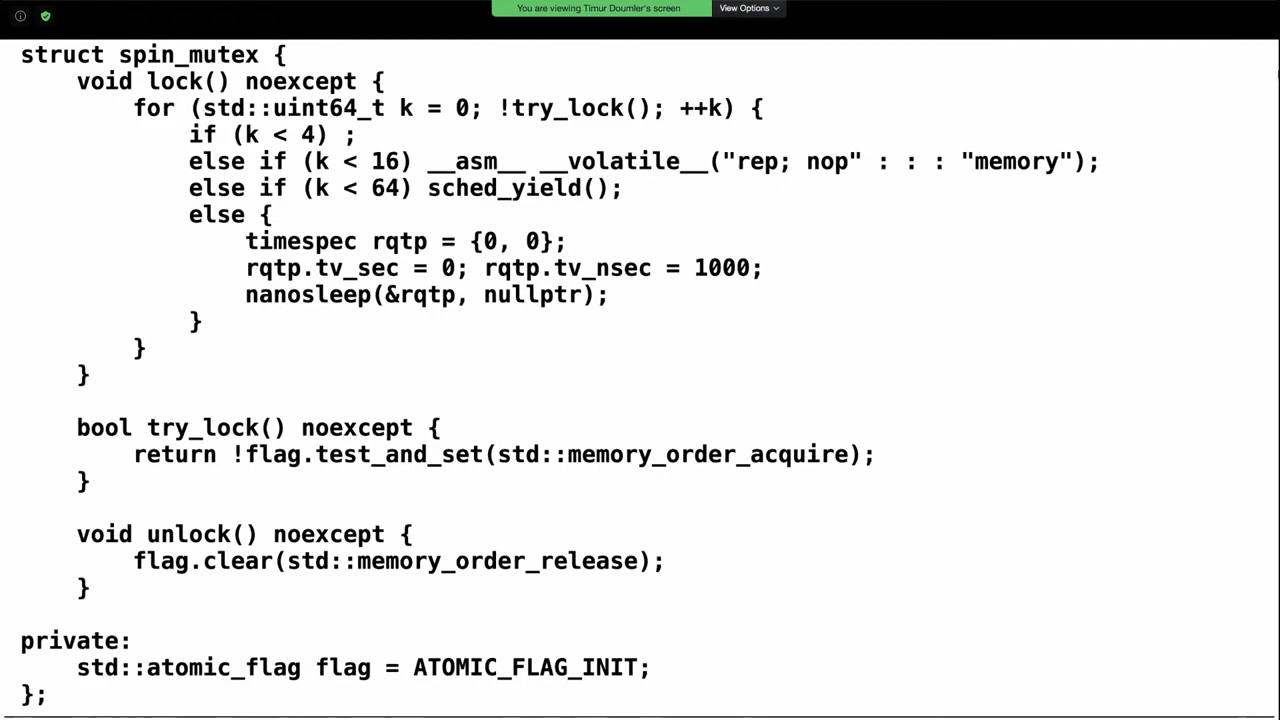 You are viewing Timur Doumler's screen
View Options
struct spin_mutex {
    void lock() noexcept {
        for (std::uint64_t k = 0; !try_lock(); ++k) {
            if (k < 4) ;
            else if (k < 16) __asm__ __volatile__("rep; nop" : : : "memory");
            else if (k < 64) sched_yield();
            else {
                timespec rqtp = {0, 0};
                rqtp.tv_sec = 0; rqtp.tv_nsec = 1000;
                nanosleep(&rqtp, nullptr);
            }
        }
    }
    bool try_lock() noexcept {
        return !flag.test_and_set(std::memory_order_acquire);
    }
    void unlock() noexcept {
        flag.clear(std::memory_order_release);
    }
private:
    std::atomic_flag flag = ATOMIC_FLAG_INIT;
};